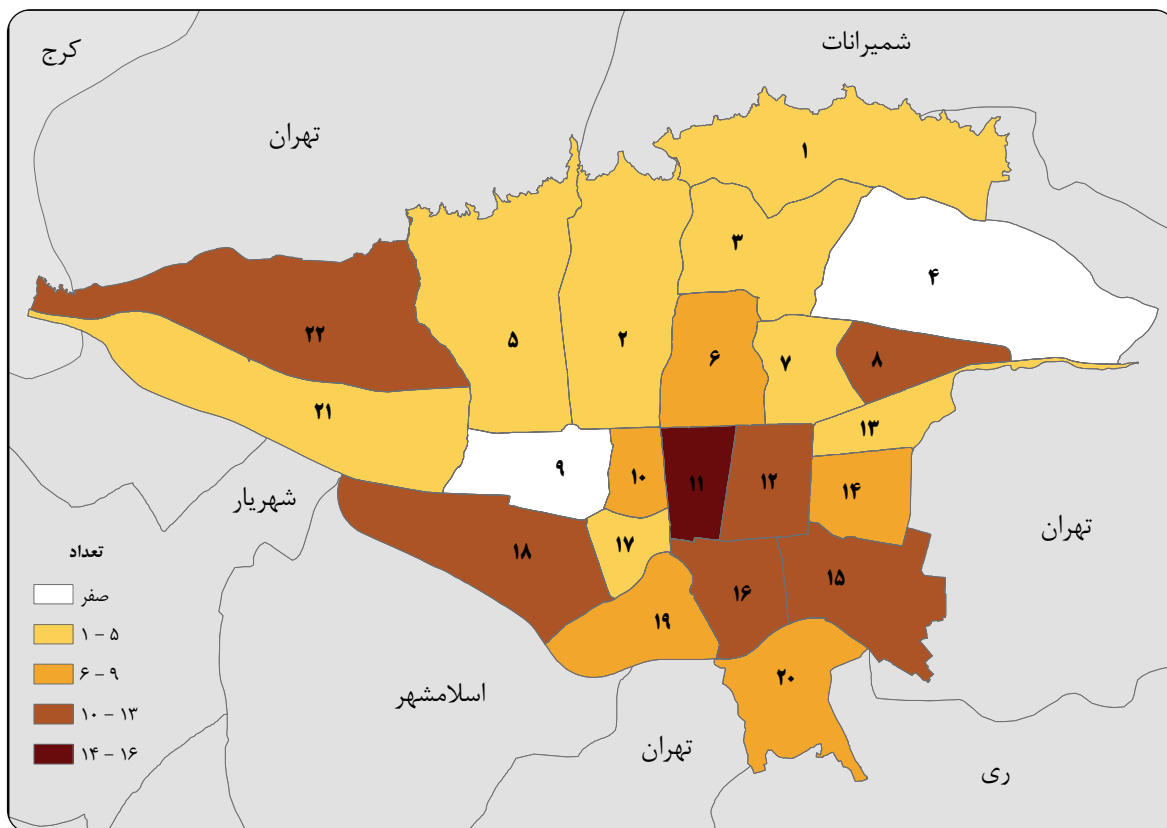 کرج
شمیرانات
تهران
۱
۳
۴
۲۲
۵
۲
۶
۷
۸
۲۱
۱۳
۹
۱۰
۱۱
۱۲
۱۴
شهریار
تهران
۱۸
۱۷
۱۵
۱۶
۱۹
۲۰
اسلامشهر
تهران
ری
تعداد
صفر
۱ – ۵
۶ – ۹
۱۰ – ۱۳
۱۴ – ۱۶